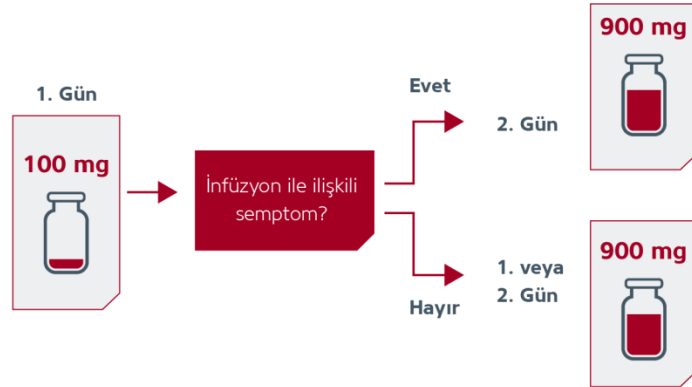 1. Gün
100 mg
İnfüzyon ile ilişkili
semptom?
Evet
2. Gün
900 mg
Hayır
1. veya
2. Gün
900 mg